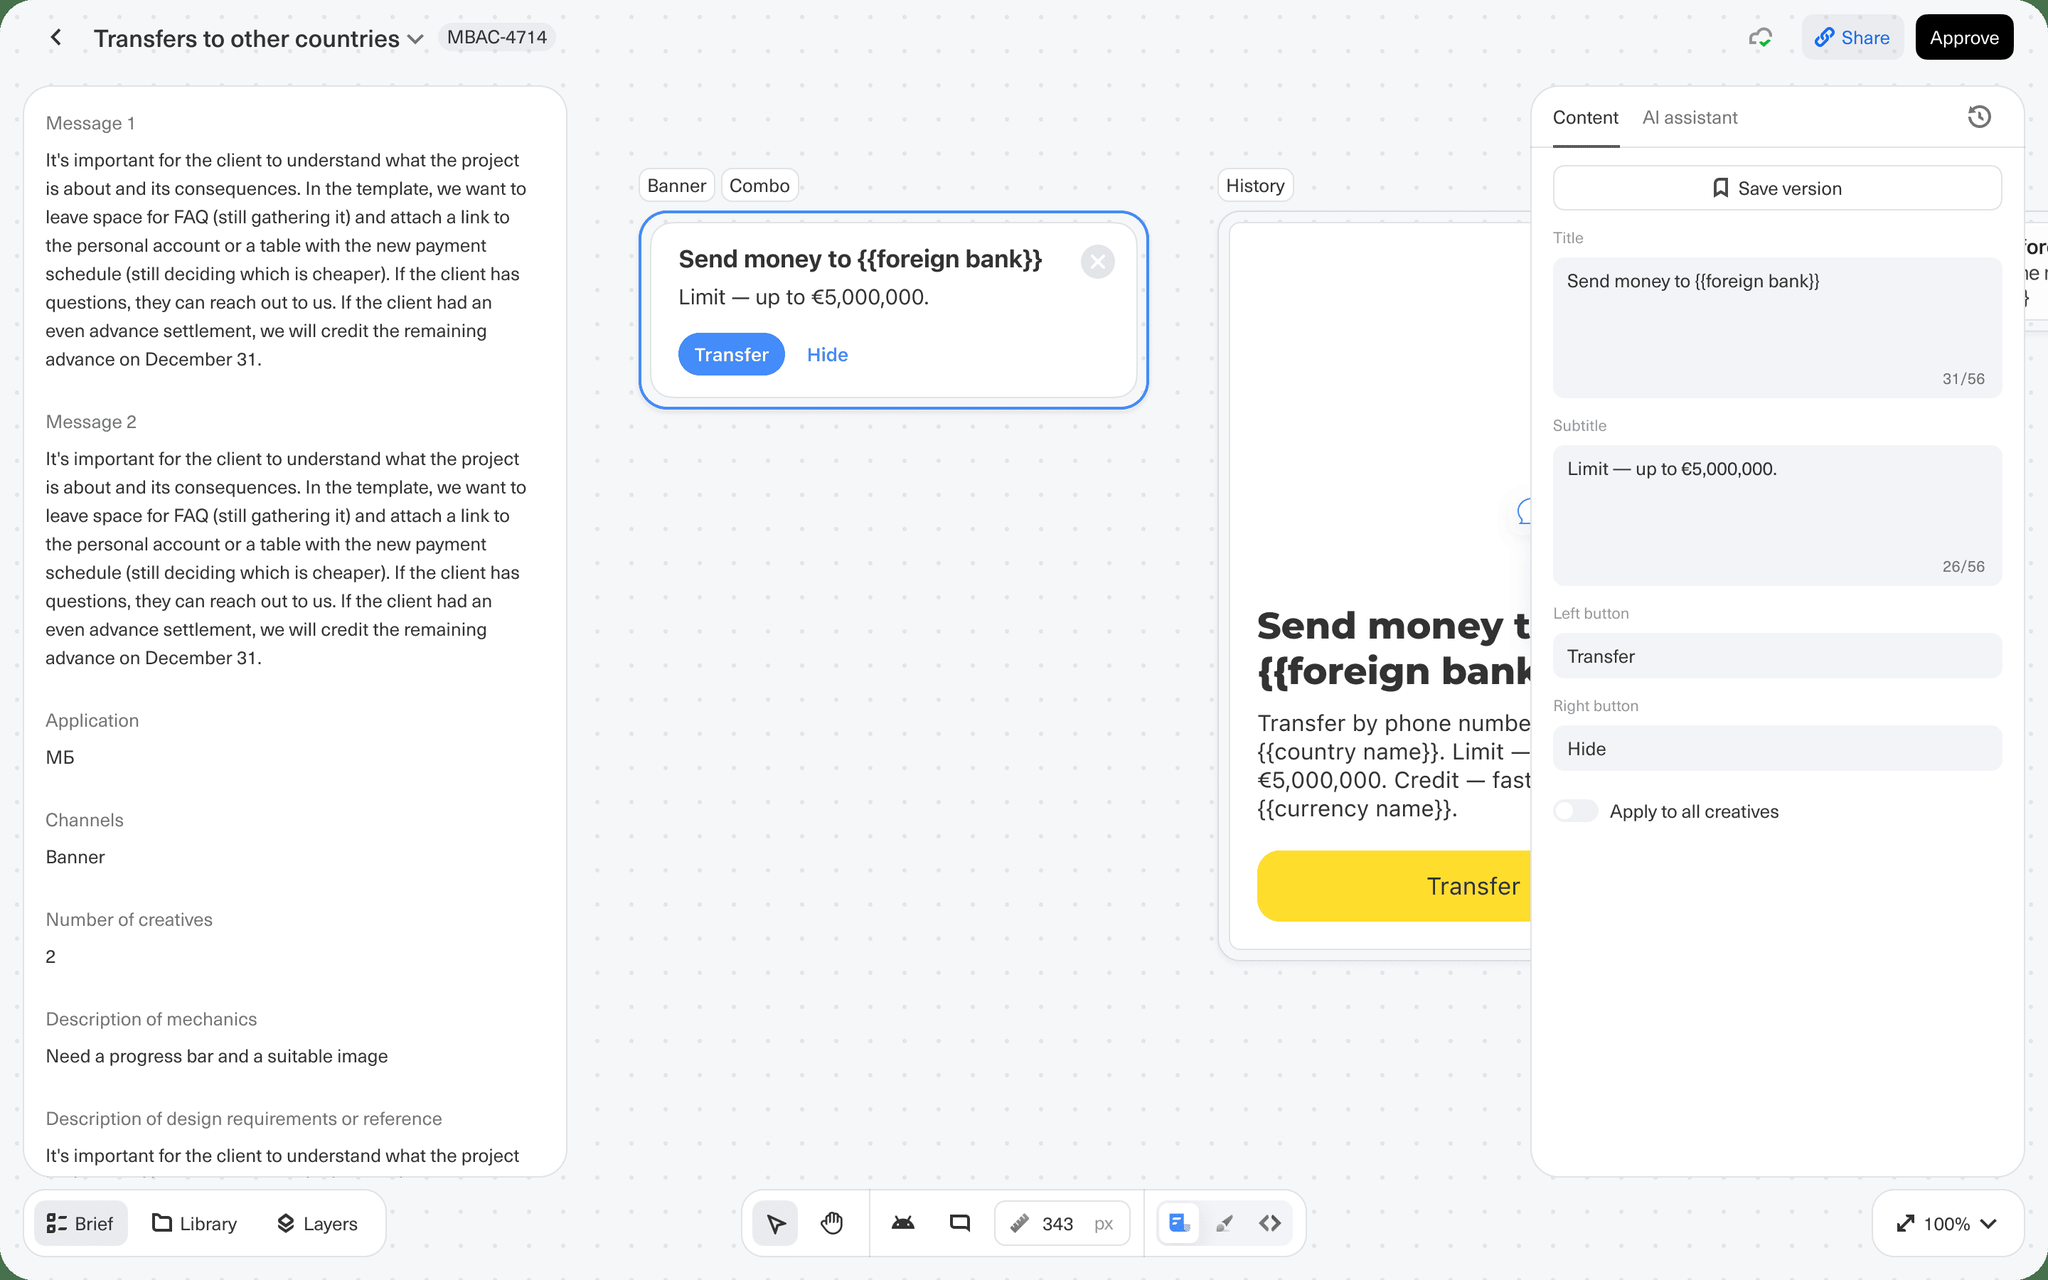 Transfers to other countries
MBAC-4714
Share
Approve
Message 1
It's important for the client to understand what the project
is about and its consequences. In the template, we want to
leave space for FAQ (still gathering it) and attach a link to
the personal account or a table with the new payment
schedule (still deciding which is cheaper). If the client has
questions, they can reach out to us. If the client had an
even advance settlement, we will credit the remaining
advance on December 31.
Message 2
It's important for the client to understand what the project
is about and its consequences. In the template, we want to
leave space for FAQ (still gathering it) and attach a link to
the personal account or a table with the new payment
schedule (still deciding which is cheaper). If the client has
questions, they can reach out to us. If the client had an
even advance settlement, we will credit the remaining
advance on December 31.
Application
МБ
Channels
Banner
Number of creatives
2
Description of mechanics
Need a progress bar and a suitable image
Description of design requirements or reference
It's important for the client to understand what the project
Banner
Combo
Send money to {{foreign bank}}
Limit — up to €5,000,000.
Transfer
Hide
History
Send money t
{{foreign bank
Transfer by phone numbe
{{country name}}. Limit —
€5,000,000. Credit — fast
{{currency name}}.
Transfer
Content
AI assistant
Save version
Title
Send money to {{foreign bank}}
31/56
Subtitle
Limit — up to €5,000,000.
26/56
Left button
Transfer
Right button
Hide
Apply to all creatives
Brief
Library
Layers
343 px
100%